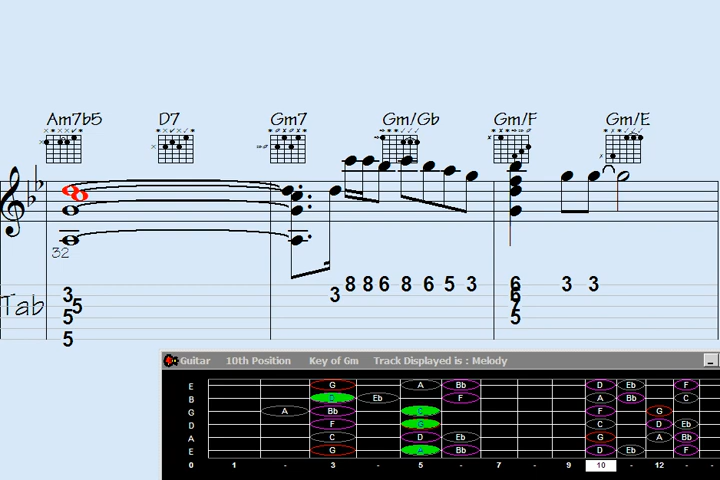 Am7b5 D7 Gm7 Gm/Gb Gm/F Gm/E
32
Tab
3 5 5 5 3 8 8 6 8 6 5 3 6 6 7 5 3 3
Guitar 10th Position Key of Gm Track Displayed is : Melody
E G A Bb D Eb F
B Eb F A Bb C
G A Bb F G
D F G C D Eb
A C D Eb G A Bb
E G A Bb D Eb F
0 1 - 3 - 5 - 7 - 9 10 - 12 - -